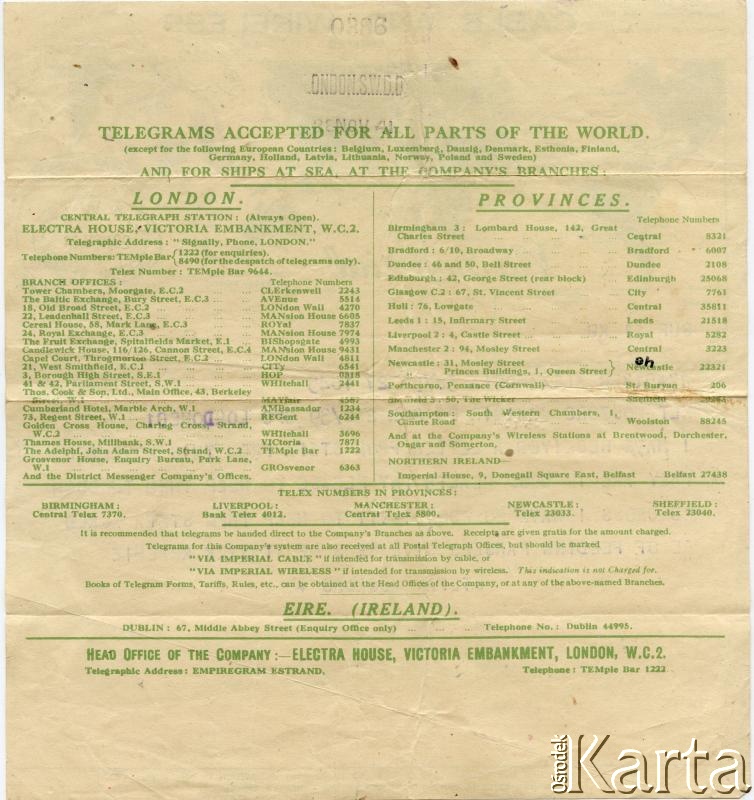 9880
LONDON.S.W.D.O
TELEGRAMS ACCEPTED FOR ALL PARTS OF THE WORLD.
(except for the following European Countries: Belgium, Luxemburg, Danzig, Denmark, Esthonia, Finland,
Germany, Holland, Latvia, Lithuania, Norway, Poland and Sweden)
AND FOR SHIPS AT SEA, AT THE COMPANY'S BRANCHES:
LONDON.
CENTRAL TELEGRAPH STATION: (Always Open).
ELECTRA HOUSE, VICTORIA EMBANKMENT, W.C.2.
Telegraphic Address: "Signally, Phone, LONDON."
Telephone Numbers: TEMple Bar { 1222 (for enquiries).
8490 (for the despatch of telegrams only).
Telex Number: TEMple Bar 9644.
BRANCH OFFICES: Telephone Numbers
Tower Chambers, Moorgate, E.C.2 CLErkenwell 2243
The Baltic Exchange, Bury Street, E.C.3 AVEnue 5514
18, Old Broad Street, E.C.2 LONdon Wall 4270
22, Leadenhall Street, E.C.3 MANsion House 6605
Cereal House, 58, Mark Lane, E.C.3 ROYal 7837
24, Royal Exchange, E.C.3 MANsion House 7974
The Fruit Exchange, Spitalfields Market, E.1 BIShopsgate 4993
Candlewick House, 116/126, Cannon Street, E.C.4 MANsion House 9431
Capel Court, Throgmorton Street, E.C.2 LONdon Wall 4811
21, West Smithfield, E.C.1 CITy 6541
3, Borough High Street, S.E.1 HOP 0818
41 & 42, Parliament Street, S.W.1 WHItehall 2441
Thos. Cook & Son, Ltd., Main Office, 43, Berkeley
Street, W.1 MAYfair 4587
Cumberland Hotel, Marble Arch, W.1 AMBassador 1234
73, Regent Street, W.1 REGent 6244
Golden Cross House, Charing Cross, Strand,
W.C.2 WHItehall 3696
Thames House, Millbank, S.W.1 VICtoria 7871
The Adelphi, John Adam Street, Strand, W.C.2 TEMple Bar 1222
Grosvenor House, Enquiry Bureau, Park Lane,
W.1 GROsvenor 6363
And the District Messenger Company's Offices.
PROVINCES.
Telephone Numbers
Birmingham 3: Lombard House, 142, Great
Charles Street Central 8321
Bradford: 6/10, Broadway Bradford 6007
Dundee: 46 and 50, Bell Street Dundee 2108
Edinburgh: 42, George Street (rear block) Edinburgh 25068
Glasgow C.2: 67, St. Vincent Street City 7761
Hull: 76, Lowgate Central 35811
Leeds 1: 15, Infirmary Street Leeds 21518
Liverpool 2: 4, Castle Street Royal 5282
Manchester 2: 94, Mosley Street Central 3223
Newcastle: 31, Mosley Street
Princes Buildings, 1, Queen Street } Newcastle 22321
Porthcurno, Penzance (Cornwall) St. Buryan 206
Sheffield 3: 50, The Wicker Sheffield
Southampton: South Western Chambers, 1,
Canute Road Woolston 88245
And at the Company's Wireless Stations at Brentwood, Dorchester,
Ongar and Somerton.
NORTHERN IRELAND—
Imperial House, 9, Donegall Square East, Belfast Belfast 27438
TELEX NUMBERS IN PROVINCES:
BIRMINGHAM: LIVERPOOL: MANCHESTER: NEWCASTLE: SHEFFIELD:
Central Telex 7370. Bank Telex 4012. Central Telex 5800. Telex 23033. Telex 23040.
It is recommended that telegrams be handed direct to the Company's Branches as above. Receipts are given gratis for the amount charged.
Telegrams for this Company's system are also received at all Postal Telegraph Offices, but should be marked
"VIA IMPERIAL CABLE" if intended for transmission by cable, or
"VIA IMPERIAL WIRELESS" if intended for transmission by wireless. This indication is not Charged for.
Books of Telegram Forms, Tariffs, Rules, etc., can be obtained at the Head Offices of the Company, or at any of the above-named Branches.
EIRE. (IRELAND).
DUBLIN: 67, Middle Abbey Street (Enquiry Office only) Telephone No.: Dublin 44995.
HEAD OFFICE OF THE COMPANY:—ELECTRA HOUSE, VICTORIA EMBANKMENT, LONDON, W.C.2.
Telegraphic Address: EMPIREGRAM ESTRAND. Telephone: TEMple Bar 1222
Ośrodek Karta